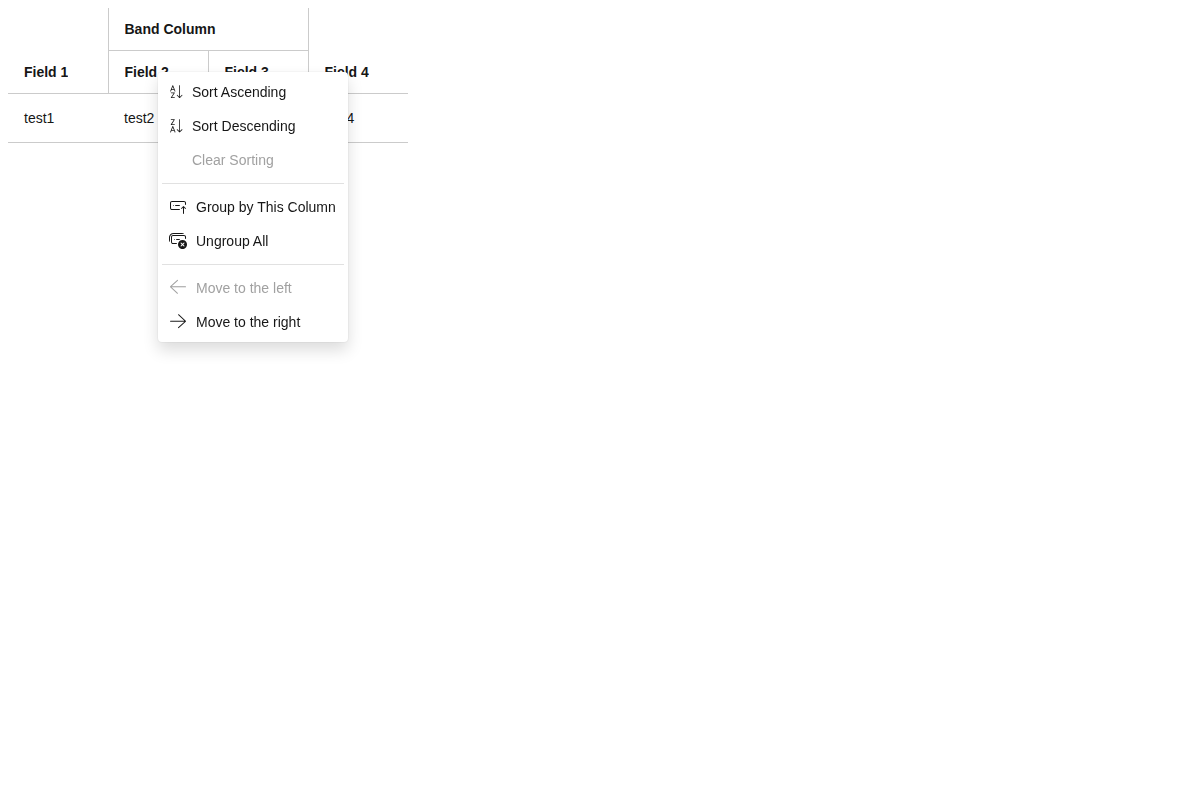 Band Column
Field 1 Field 2 Field 3 Field 4
test1 test2 4
Sort Ascending
Sort Descending
Clear Sorting
Group by This Column
Ungroup All
Move to the left
Move to the right